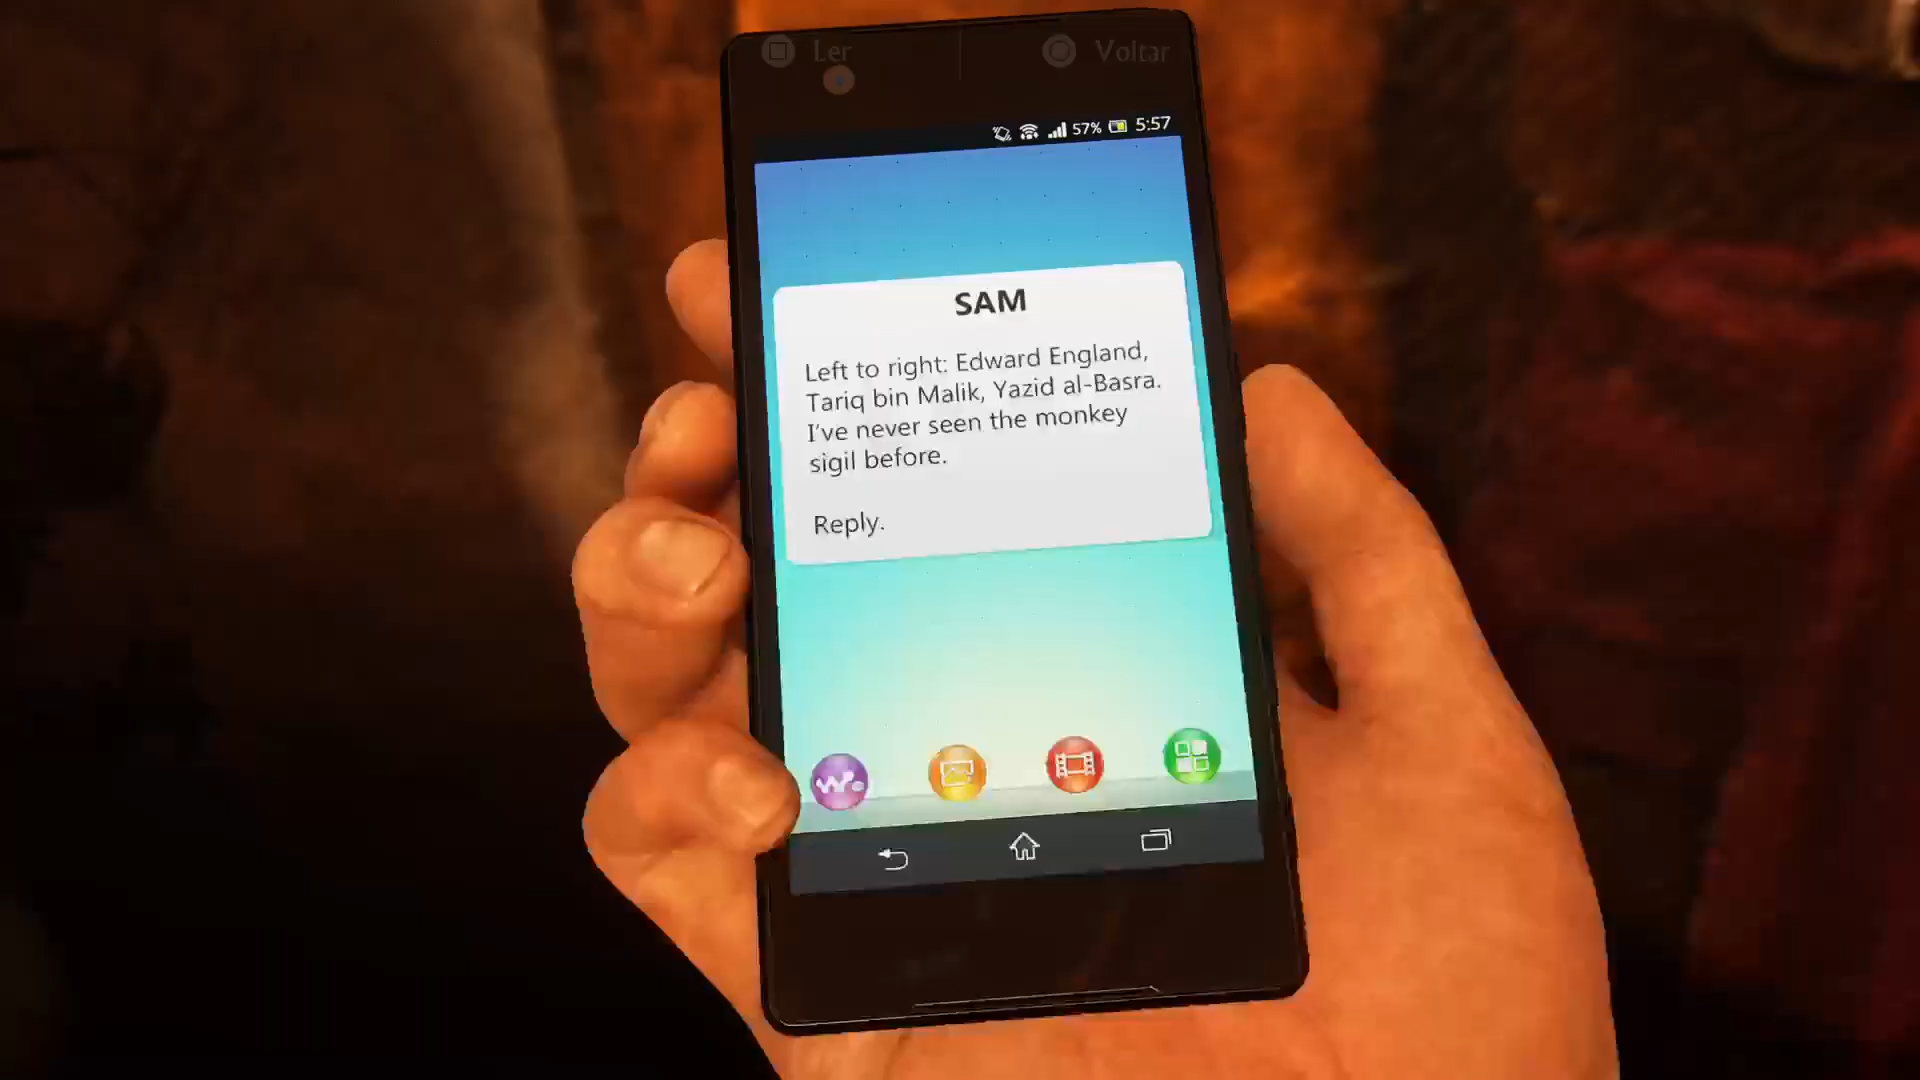 Ler
Voltar
57% 5:57
SAM
Left to right: Edward England,
Tariq bin Malik, Yazid al-Basra.
I've never seen the monkey
sigil before.
Reply.